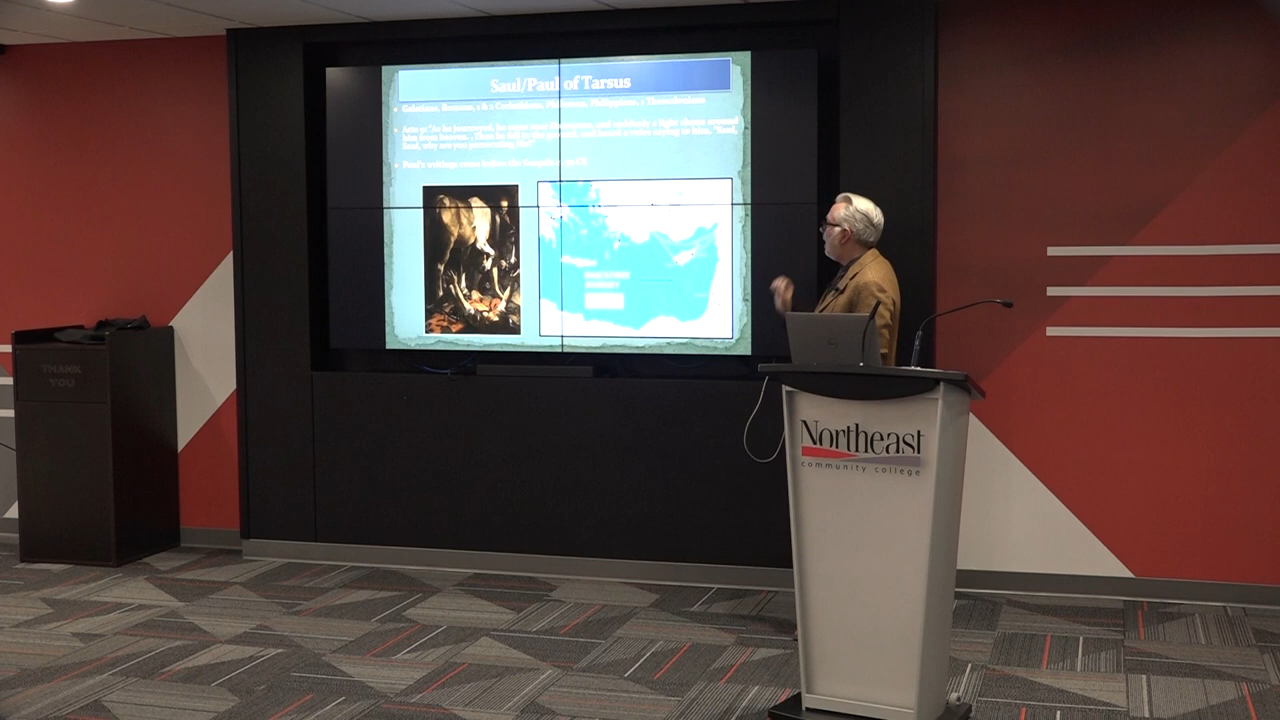 Saul/Paul of Tarsus
Galatians, Romans, 1 & 2 Corinthians, Philemon, Philippians, 1 Thessalonians
Acts 9: "As he journeyed, he came near Damascus, and suddenly a light shone around
him from heaven. Then he fell to the ground, and heard a voice saying to him, "Saul,
Saul, why are you persecuting Me?"
Paul's writings come before the Gospels
THANK
YOU
Northeast
community college